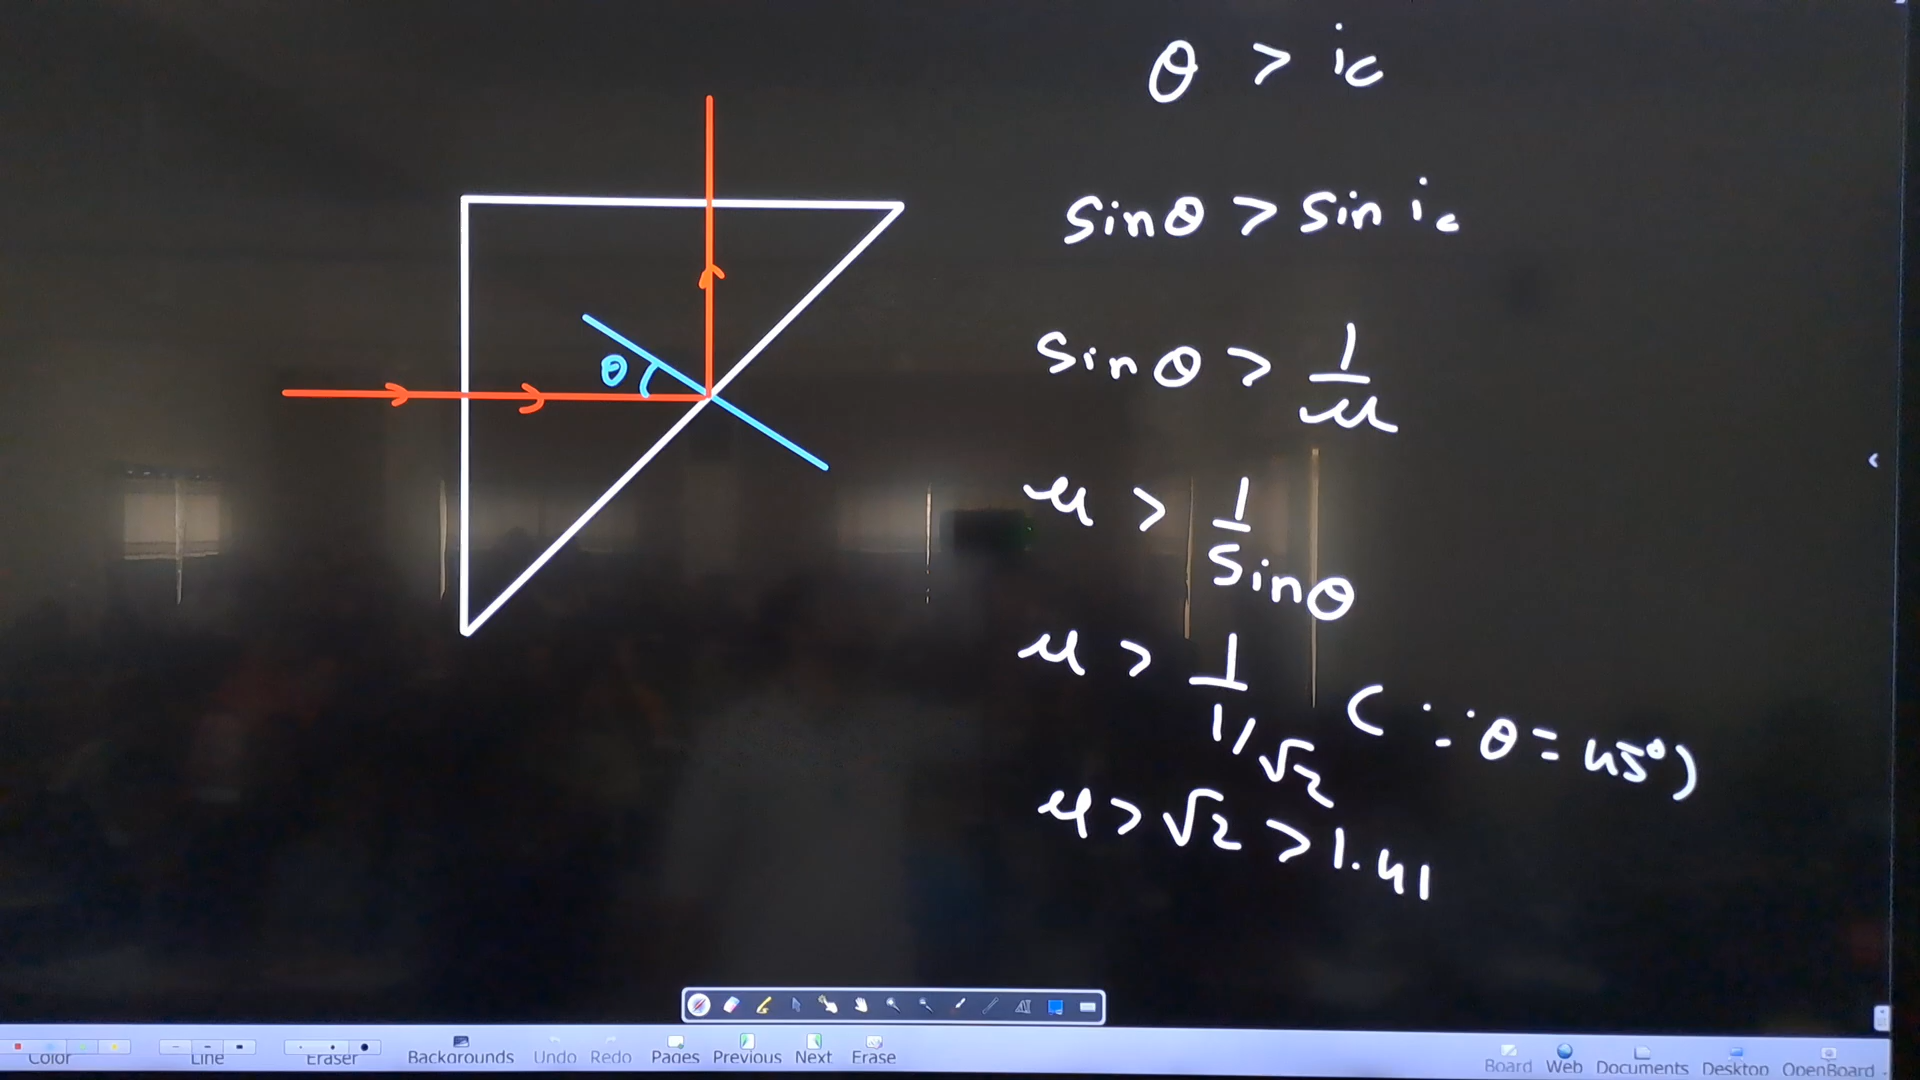 θ > ic
sinθ > sin ic
sinθ > 1/μ
μ > 1/sinθ
μ > 1/1/√2 (∵ θ = 45°)
μ > √2 > 1.41
θ
Color Line Eraser Backgrounds Undo Redo Pages Previous Next Erase Board Web Documents Desktop OpenBoard